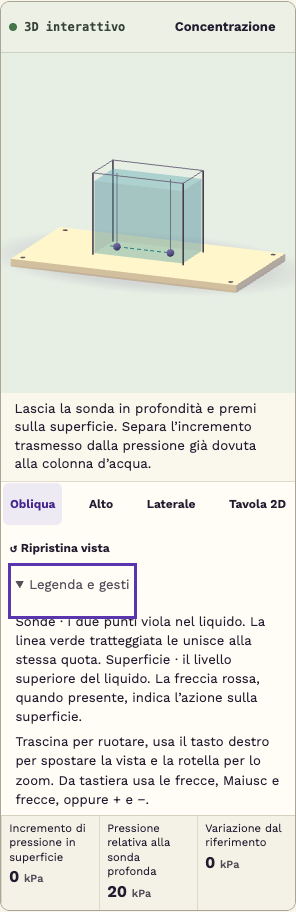 3D interattivo
Concentrazione
Lascia la sonda in profondità e premi
sulla superficie. Separa l’incremento
trasmesso dalla pressione già dovuta
alla colonna d’acqua.
Obliqua
Alto
Laterale
Tavola 2D
↺ Ripristina vista
▼ Legenda e gesti
Sonde · i due punti viola nel liquido. La
linea verde tratteggiata le unisce alla
stessa quota. Superficie · il livello
superiore del liquido. La freccia rossa,
quando presente, indica l’azione sulla
superficie.
Trascina per ruotare, usa il tasto destro
per spostare la vista e la rotella per lo
zoom. Da tastiera usa le frecce, Maiusc e
frecce, oppure + e −.
Incremento di
pressione in
superficie
0 kPa
Pressione
relativa alla
sonda
profonda
20 kPa
Variazione dal
riferimento
0 kPa